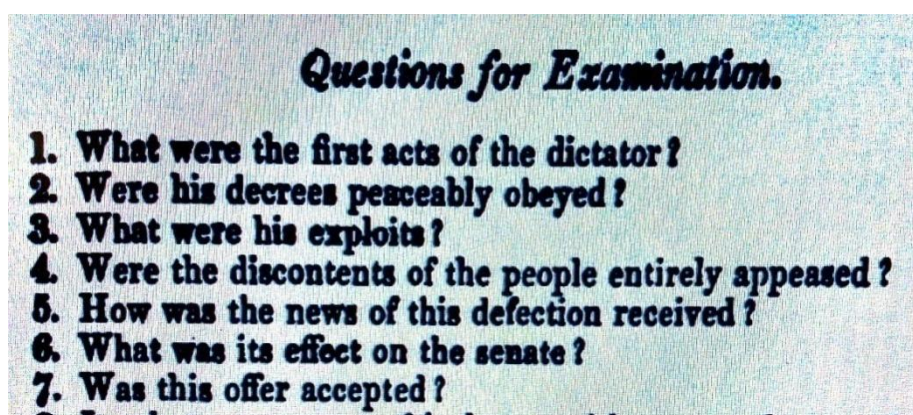 Questions for Examination.
1. What were the first acts of the dictator?
2. Were his decrees peaceably obeyed?
3. What were his exploits?
4. Were the discontents of the people entirely appeased?
5. How was the news of this defection received?
6. What was its effect on the senate?
7. Was this offer accepted?